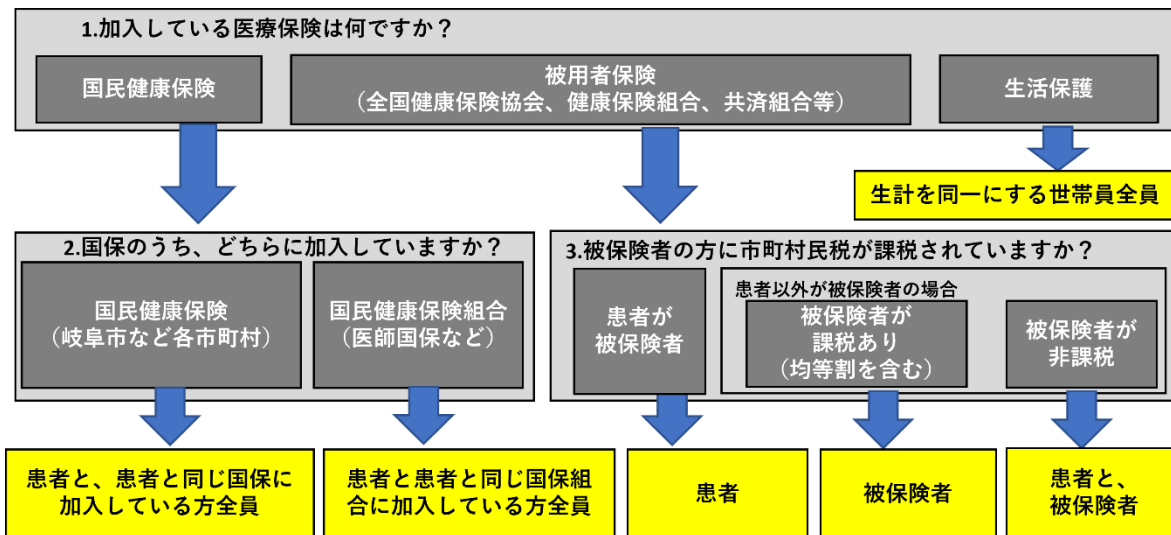 1.加入している医療保険は何ですか？
国民健康保険
被用者保険
（全国健康保険協会、健康保険組合、共済組合等）
生活保護
生計を同一にする世帯員全員
2.国保のうち、どちらに加入していますか？
国民健康保険
（岐阜市など各市町村）
国民健康保険組合
（医師国保など）
3.被保険者の方に市町村民税が課税されていますか？
患者が
被保険者
患者以外が被保険者の場合
被保険者が
課税あり
（均等割を含む）
被保険者が
非課税
患者と、患者と同じ国保に
加入している方全員
患者と患者と同じ国保組
合に加入している方全員
患者
被保険者
患者と、
被保険者